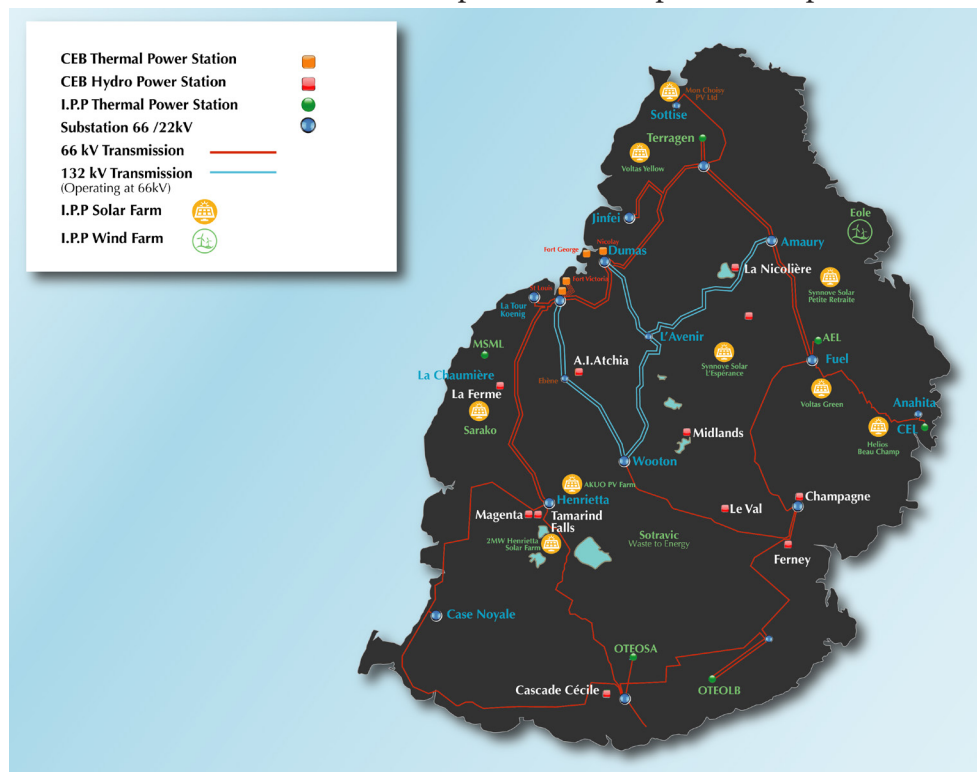 CEB Thermal Power Station
CEB Hydro Power Station
I.P.P Thermal Power Station
Substation 66 /22kV
66 kV Transmission
132 kV Transmission
(Operating at 66kV)
I.P.P Solar Farm
I.P.P Wind Farm
Mon Choisy
PV Ltd
Sottise
Terragen
Voltas Yellow
Jinfei
Eole
Amaury
Fort George
Nicolay
Dumas
La Nicolière
Fort Victoria
St Louis
La Tour
Koenig
Synnove Solar
Petite Retraite
L'Avenir
AEL
Fuel
MSML
A.I.Atchia
Synnove Solar
L'Espérance
La Chaumière
Ebène
La Ferme
Voltas Green
Anahita
Sarako
CEL
Helios
Beau Champ
Midlands
Wooton
AKUO PV Farm
Henrietta
Champagne
Magenta
Tamarind
Falls
Le Val
2MW Henrietta
Solar Farm
Sotravic
Waste to Energy
Ferney
Case Noyale
OTEOSA
Cascade Cécile
OTEOLB